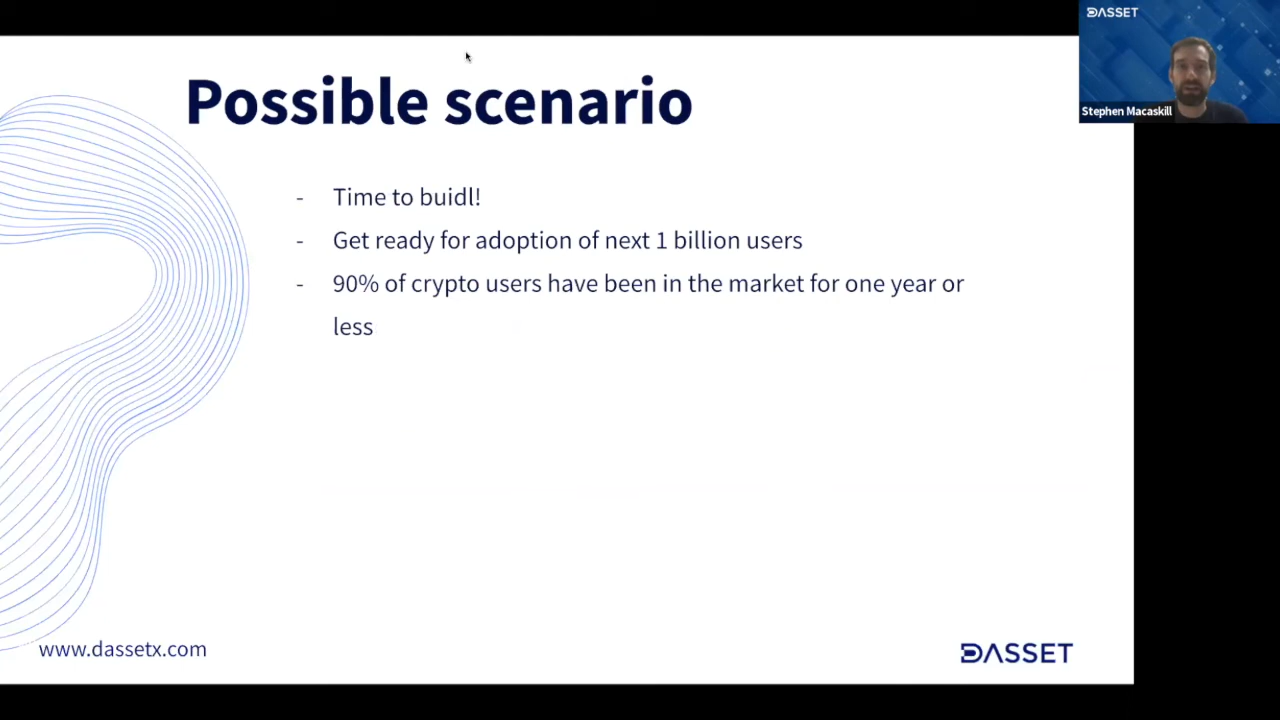 DASSET
Stephen Macaskill
Possible scenario
- Time to buidl!
- Get ready for adoption of next 1 billion users
- 90% of crypto users have been in the market for one year or
less
www.dassetx.com
DASSET